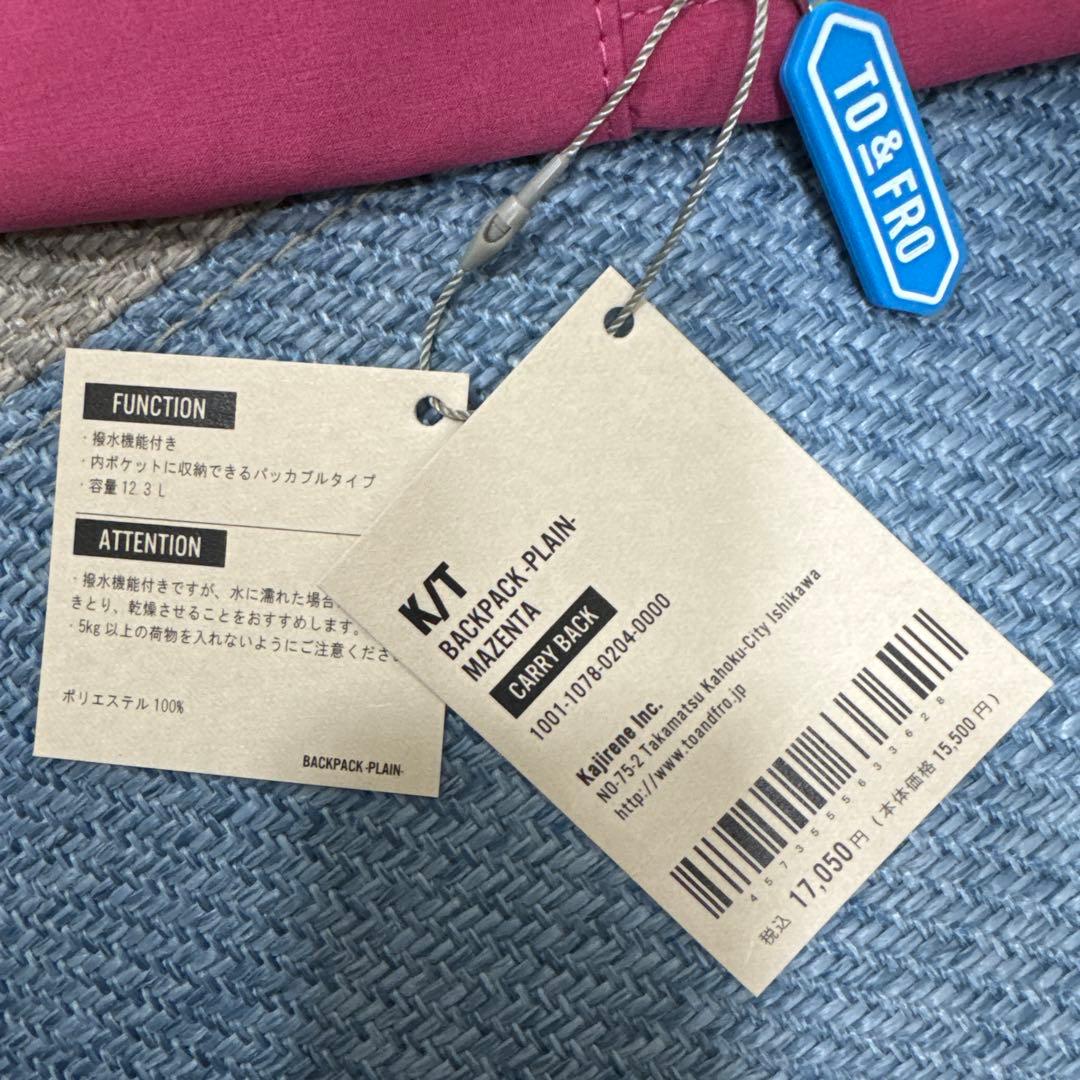 TO & FRO
FUNCTION
・撥水機能付き
・内ポケットに収納できるパッカブルタイプ
・容量 12.3 L
ATTENTION
・撥水機能付きですが、水に濡れた場合
きとり、乾燥させることをおすすめします。
・5kg 以上の荷物を入れないようにご注意くださ
ポリエステル 100%
BACKPACK -PLAIN-
K/T
BACKPACK -PLAIN-
MAZENTA
CARRY BACK
1001-1078-0204-0000
Kajirene Inc.
NO-75-2 Takamatsu Kahoku-City Ishikawa
http://www.toandfro.jp
4573555633628
税込 17,050 円 ( 本体価格 15,500 円 )